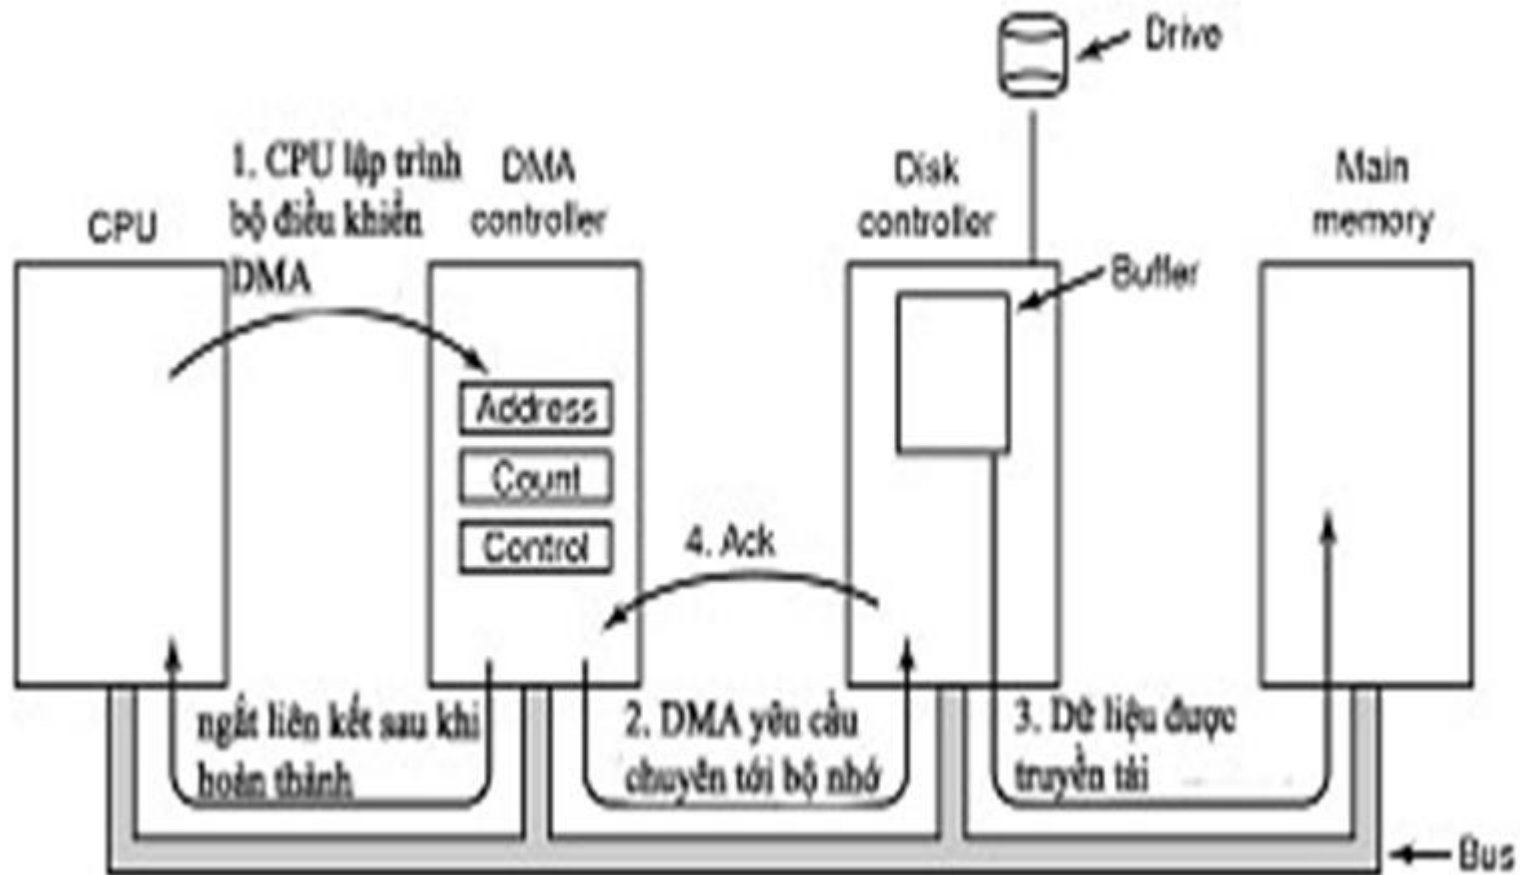 Drive
1. CPU lập trình
bộ điều khiển
DMA
CPU
DMA
controller
Disk
controller
Main
memory
Buffer
Address
Count
Control
4. Ack
ngắt liên kết sau khi
hoàn thành
2. DMA yêu cầu
chuyên tới bộ nhớ
3. Dữ liệu được
truyền tải
Bus